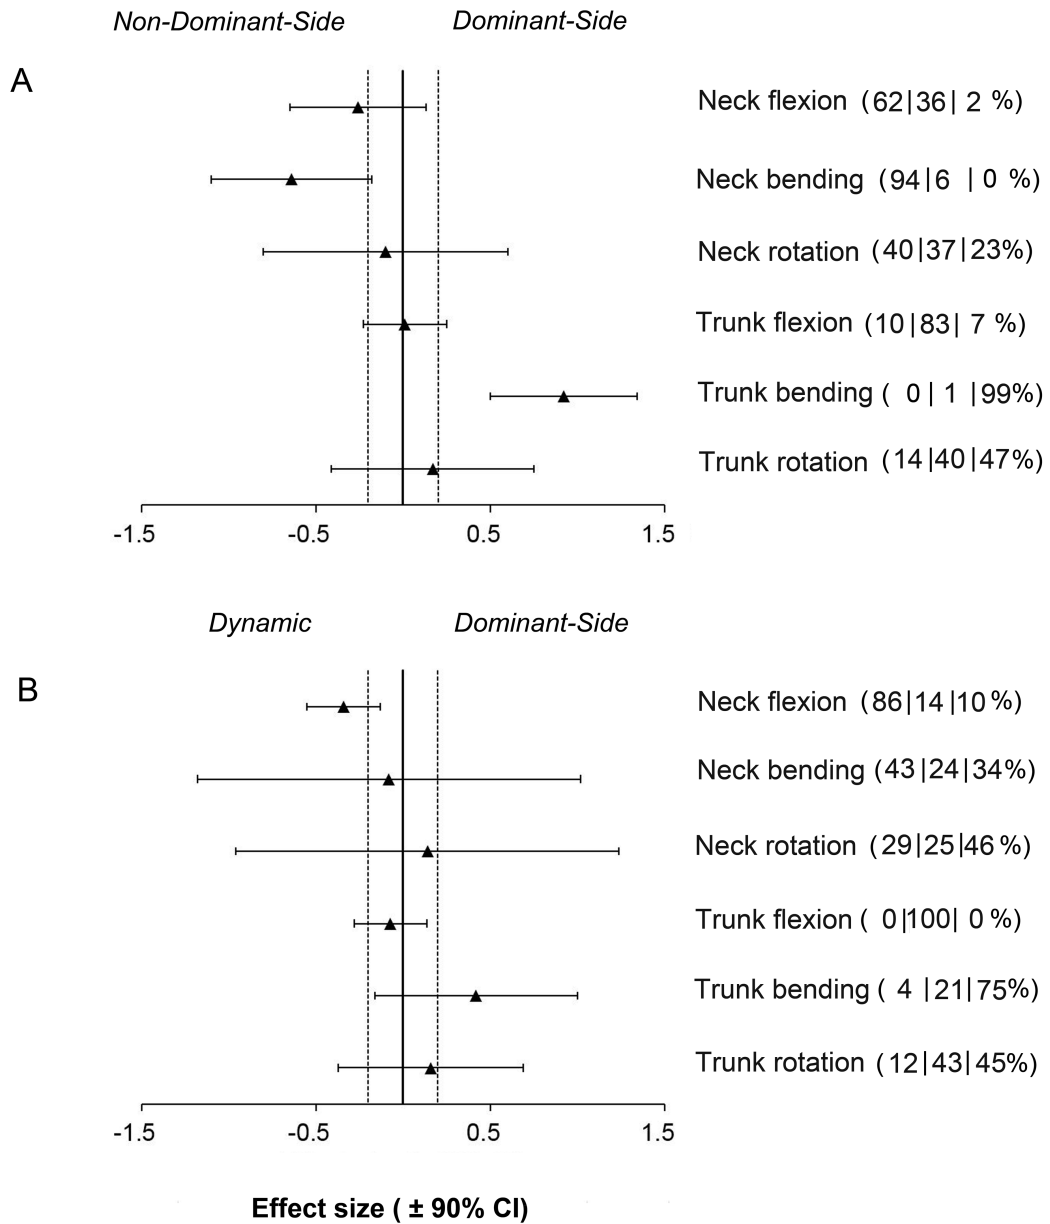 Non-Dominant-Side Dominant-Side
A
Neck flexion (62|36| 2 %)
Neck bending (94|6 | 0 %)
Neck rotation (40|37|23%)
Trunk flexion (10|83| 7 %)
Trunk bending ( 0| 1 |99%)
Trunk rotation (14|40|47%)
-1.5 -0.5 0.5 1.5
Dynamic Dominant-Side
B
Neck flexion (86|14|10 %)
Neck bending (43|24|34%)
Neck rotation (29|25|46 %)
Trunk flexion ( 0|100| 0 %)
Trunk bending ( 4 |21|75%)
Trunk rotation (12|43|45%)
-1.5 -0.5 0.5 1.5
Effect size ( ± 90% CI)